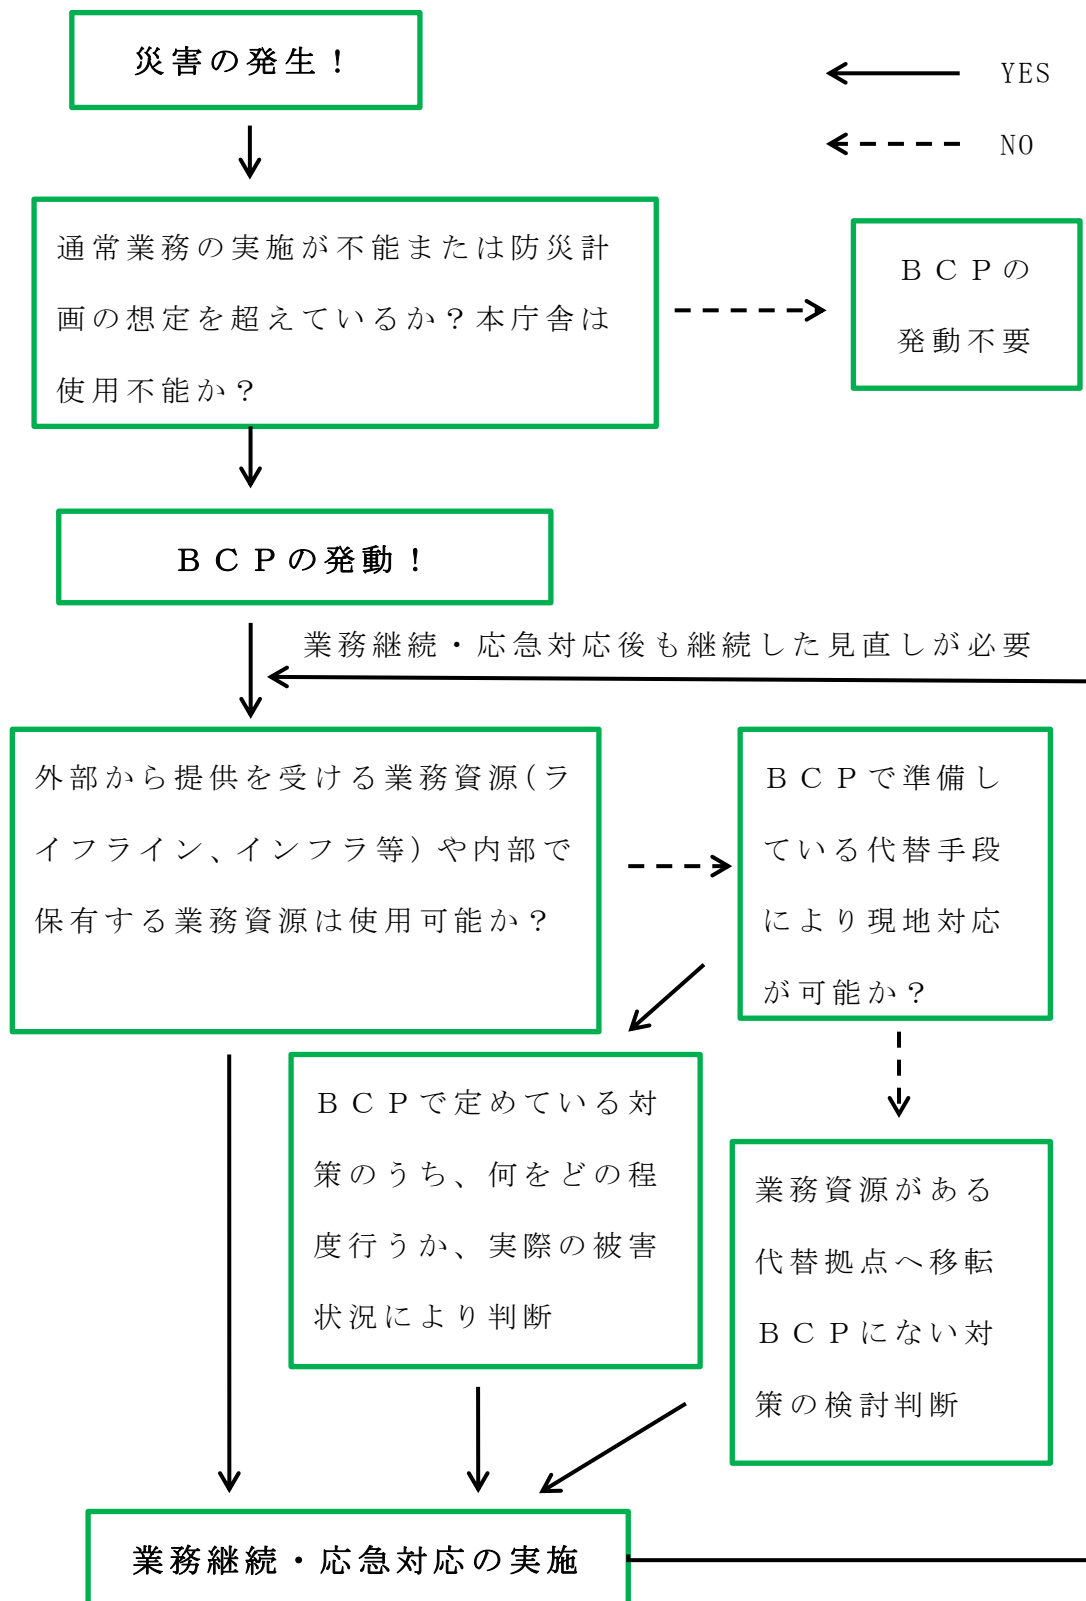 災害の発生！
YES
NO
通常業務の実施が不能または防災計
画の想定を超えているか？本庁舎は
使用不能か？
ＢＣＰの
発動不要
ＢＣＰの発動！
業務継続・応急対応後も継続した見直しが必要
外部から提供を受ける業務資源（ラ
イフライン、インフラ等）や内部で
保有する業務資源は使用可能か？
ＢＣＰで準備し
ている代替手段
により現地対応
が可能か？
ＢＣＰで定めている対
策のうち、何をどの程
度行うか、実際の被害
状況により判断
業務資源がある
代替拠点へ移転
ＢＣＰにない対
策の検討判断
業務継続・応急対応の実施